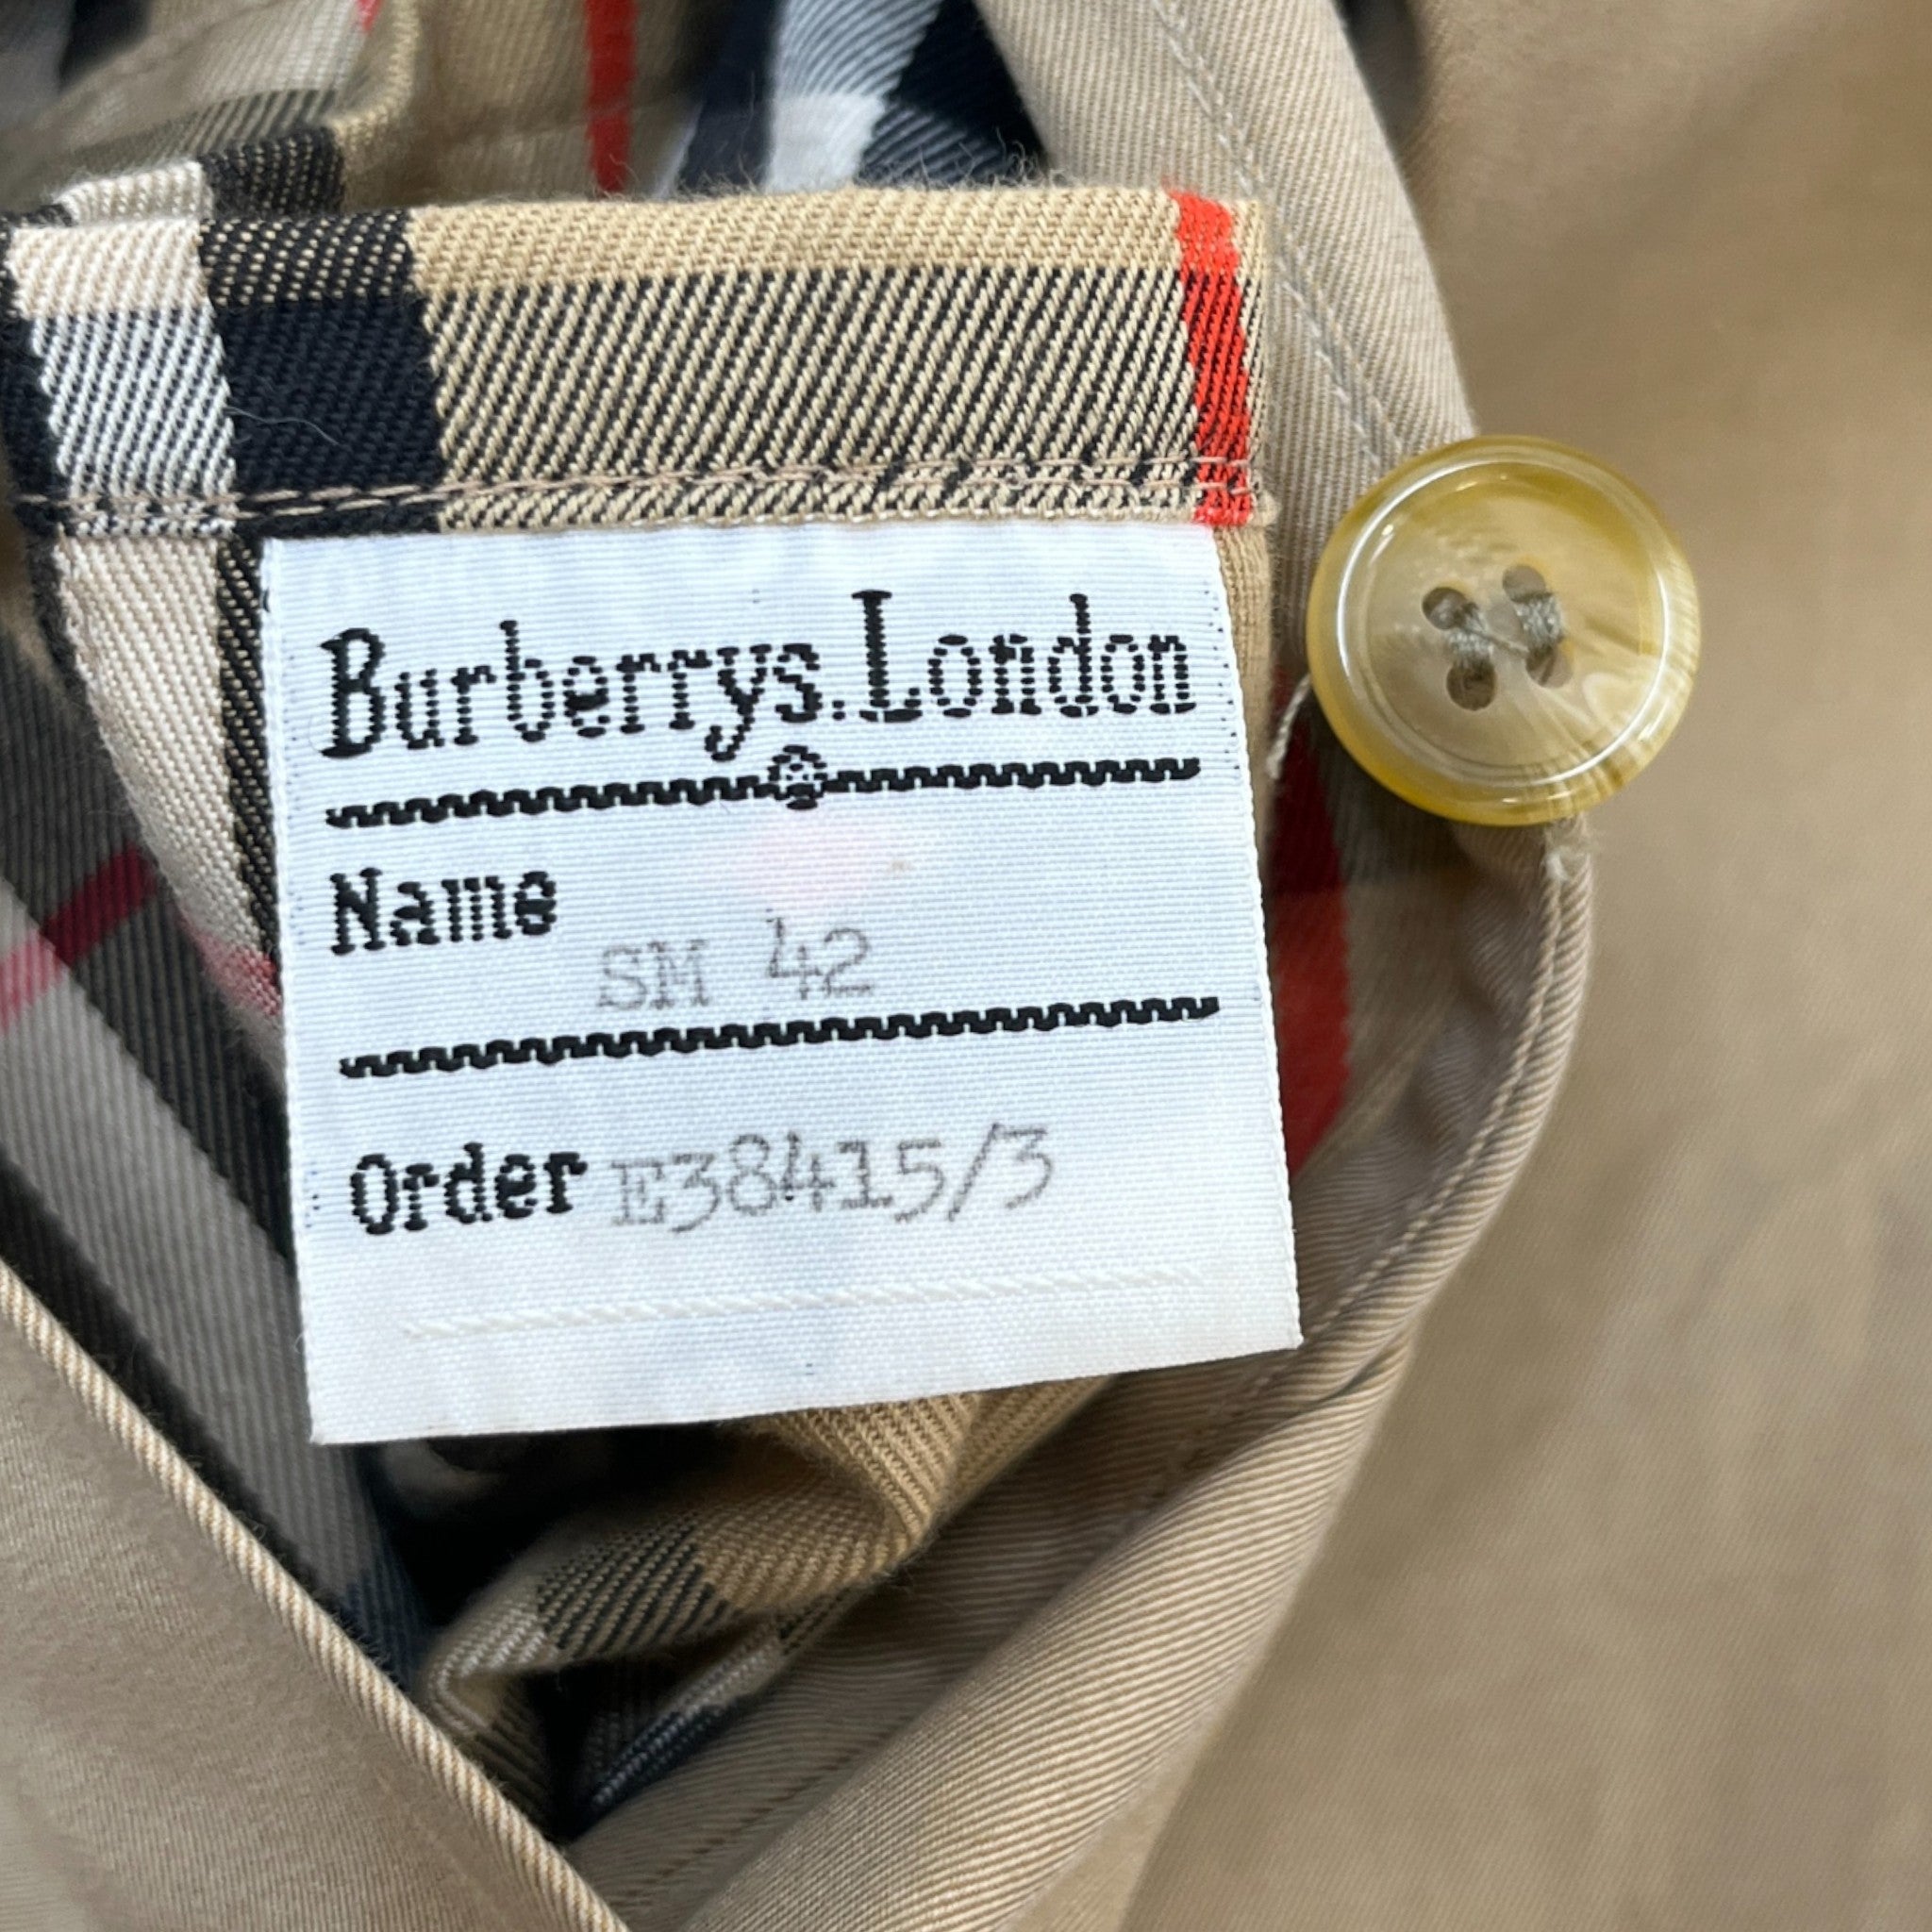 Burberrys.London
Name
SM 42
Order E38415/3